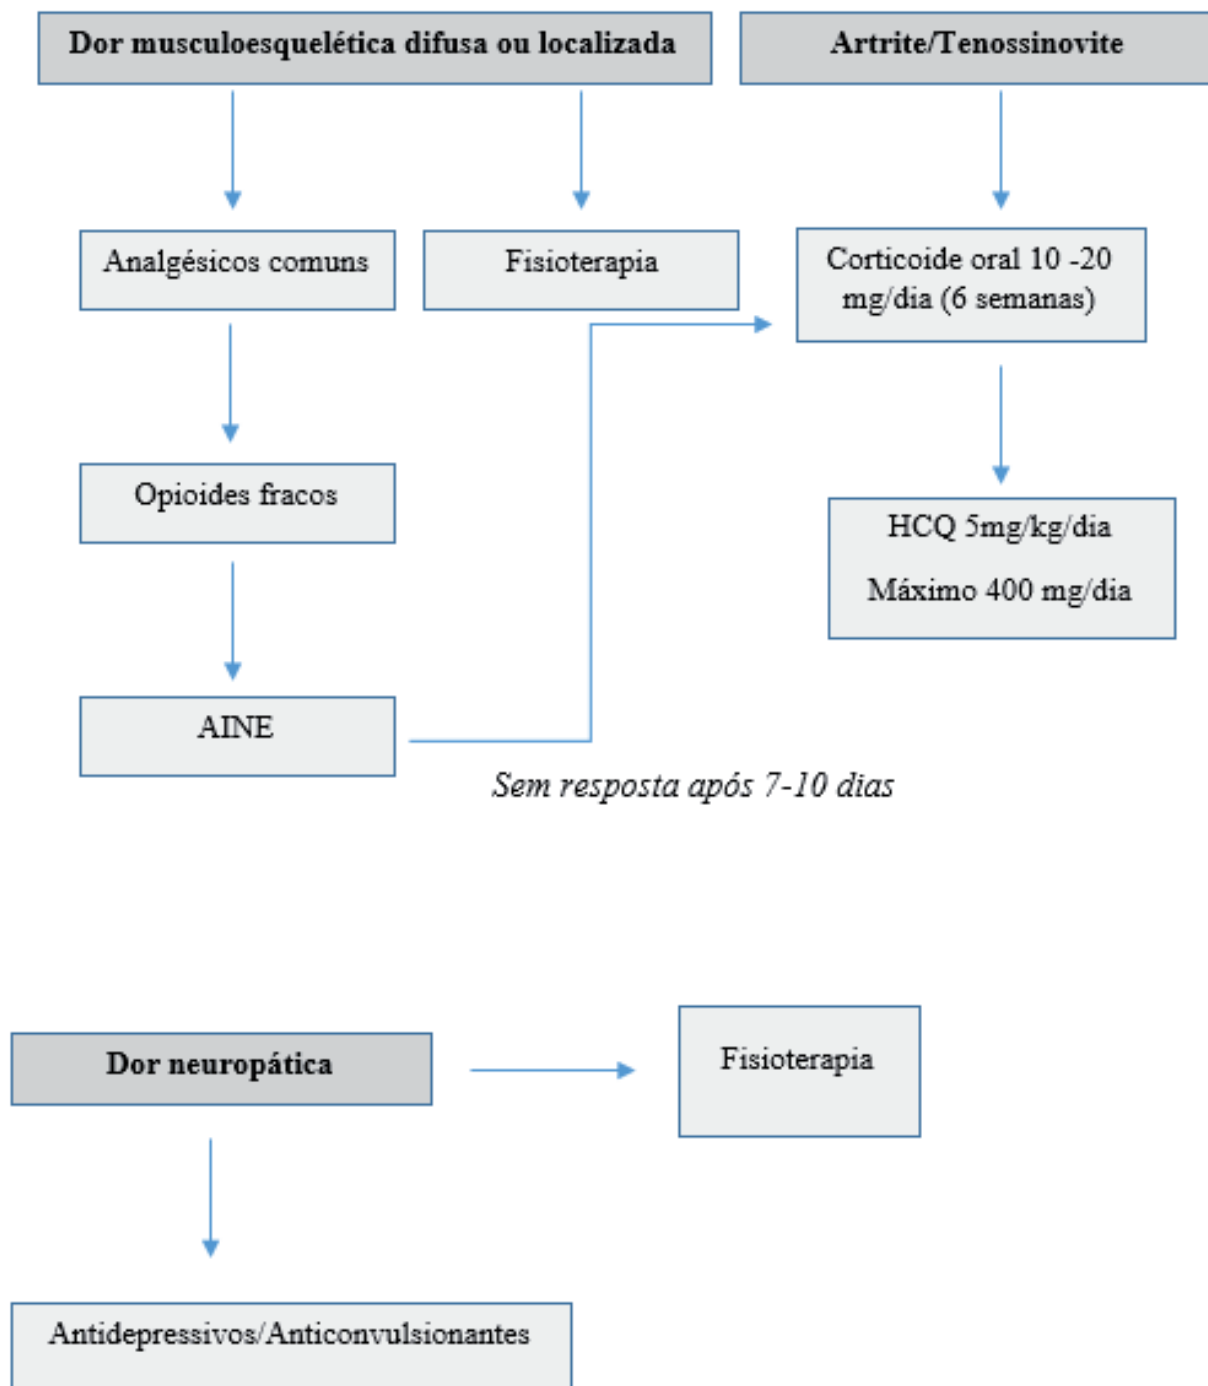 Dor musculoesquelética difusa ou localizada
Artrite/Tenossinovite
Analgésicos comuns
Fisioterapia
Corticoide oral 10 -20
mg/dia (6 semanas)
Opioides fracos
HCQ 5mg/kg/dia
Máximo 400 mg/dia
AINE
Sem resposta após 7-10 dias
Dor neuropática
Fisioterapia
Antidepressivos/Anticonvulsionantes